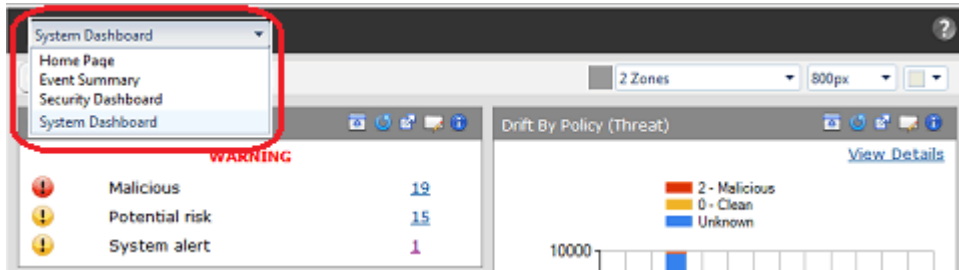 System Dashboard
?
Home Page
Event Summary
Security Dashboard
System Dashboard
2 Zones
800px
Drift By Policy (Threat)
WARNING
View Details
Malicious 19
Potential risk 15
System alert 1
2 - Malicious
0 - Clean
Unknown
10000